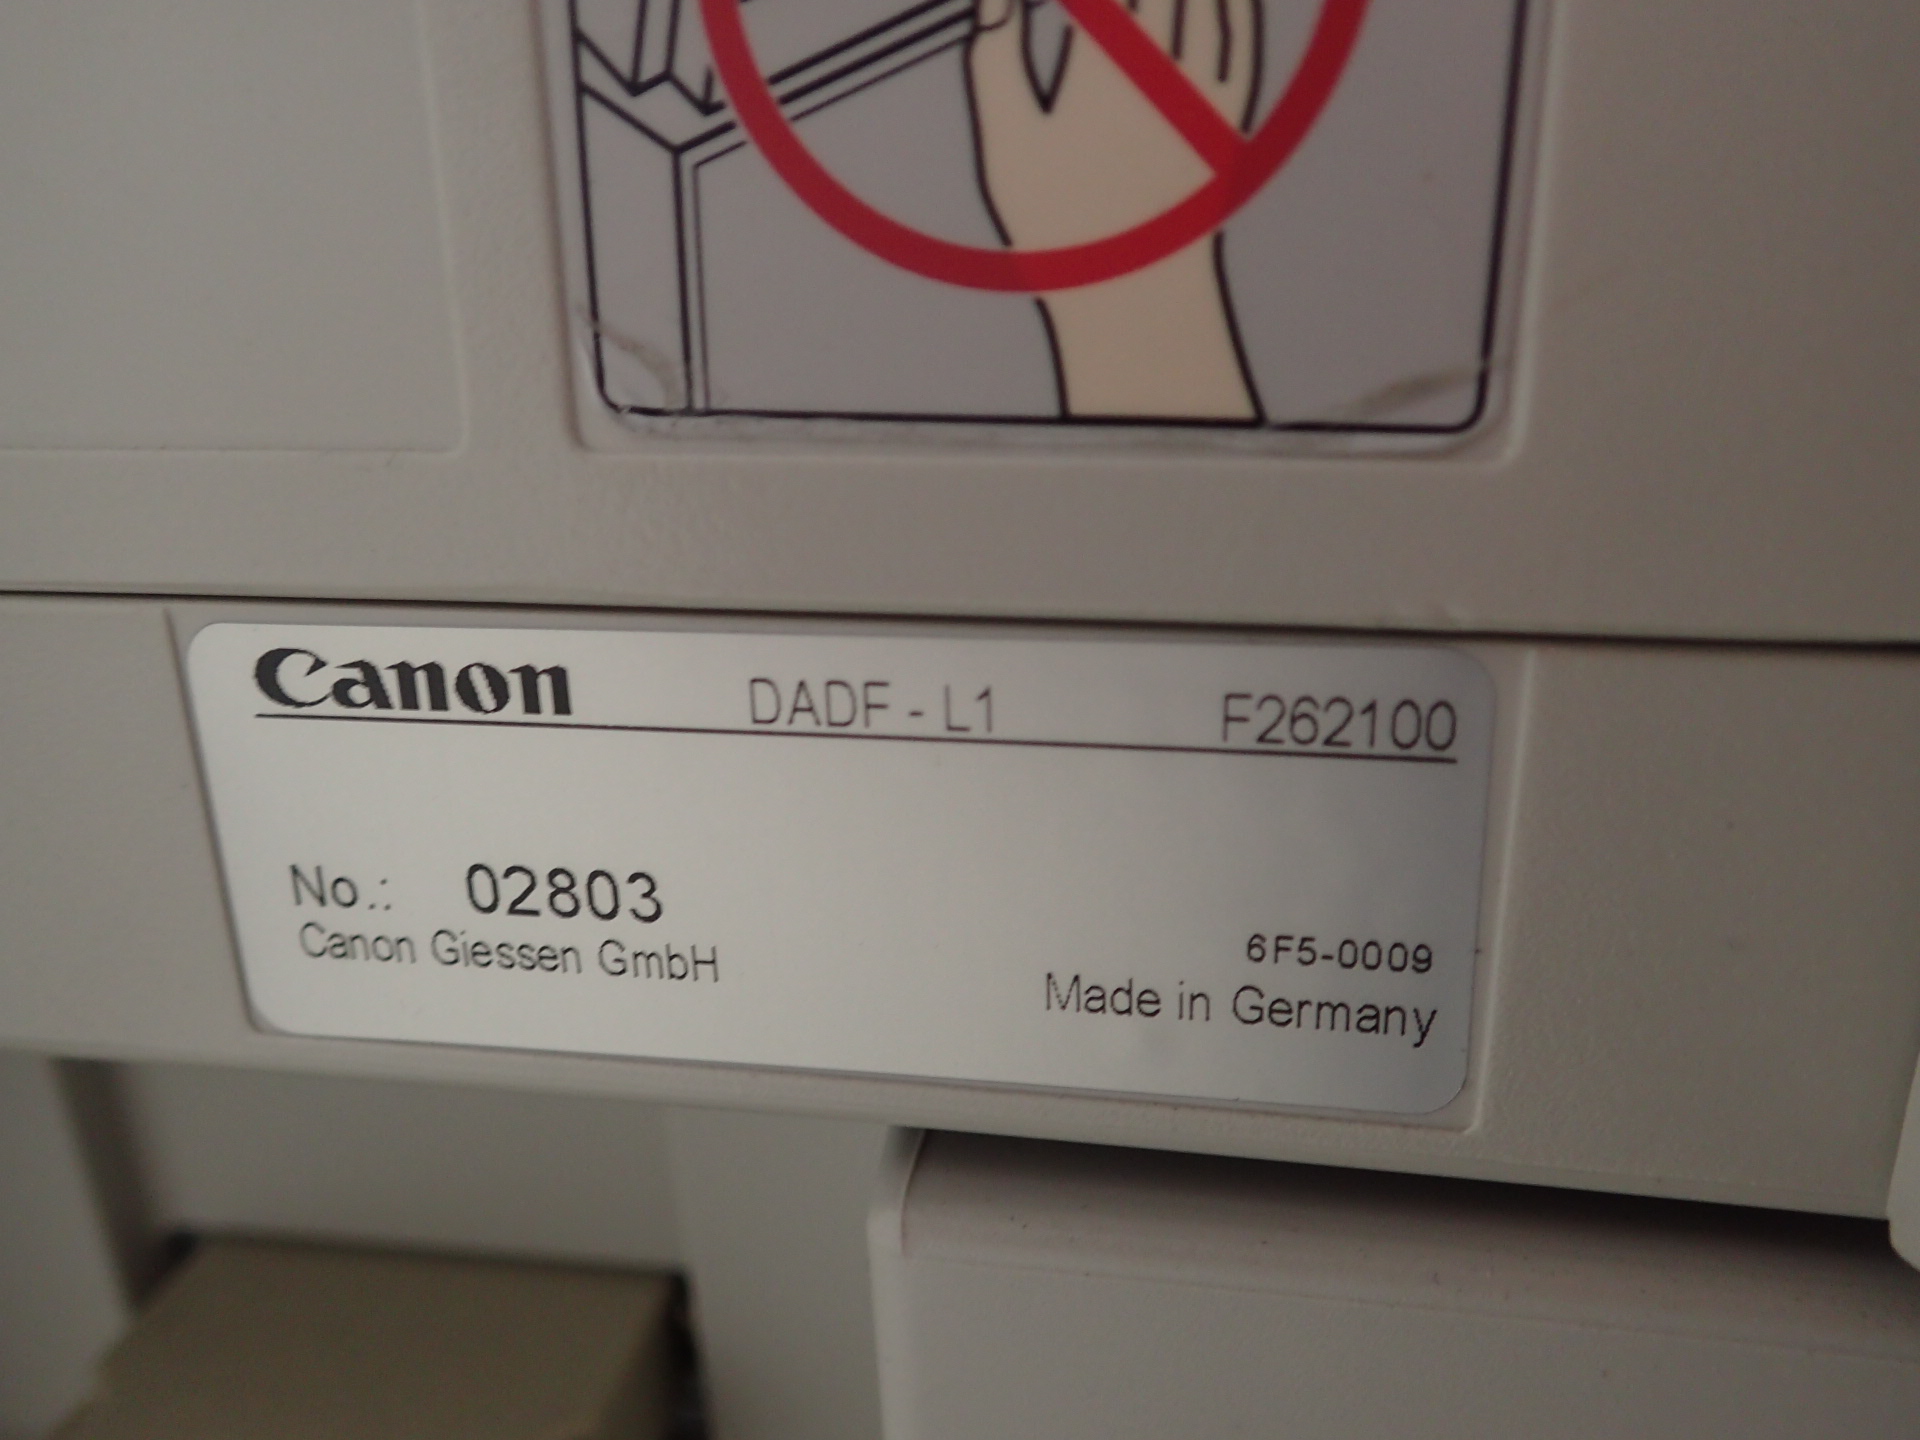 Canon DADF - L1 F262100
No.: 02803
Canon Giessen GmbH
6F5-0009
Made in Germany